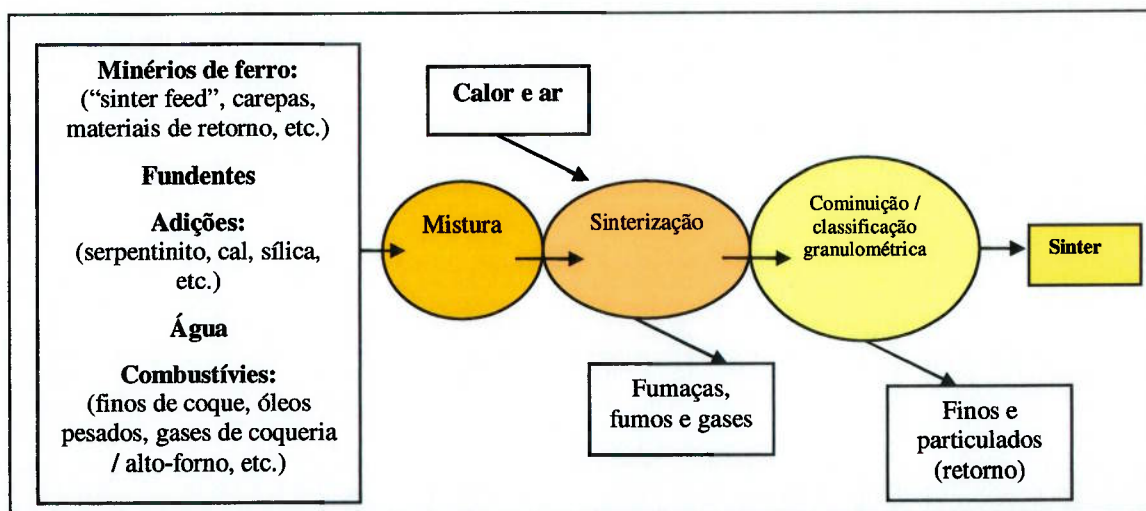 Minérios de ferro:
(“sinter feed”, carepas,
materiais de retorno, etc.)
Fundentes
Adições:
(serpentinito, cal, sílica,
etc.)
Água
Combustívies:
(finos de coque, óleos
pesados, gases de coqueria
/ alto-forno, etc.)
Calor e ar
Mistura
Sinterização
Cominuição /
classificação
granulométrica
Sinter
Fumaças,
fumos e gases
Finos e
particulados
(retorno)